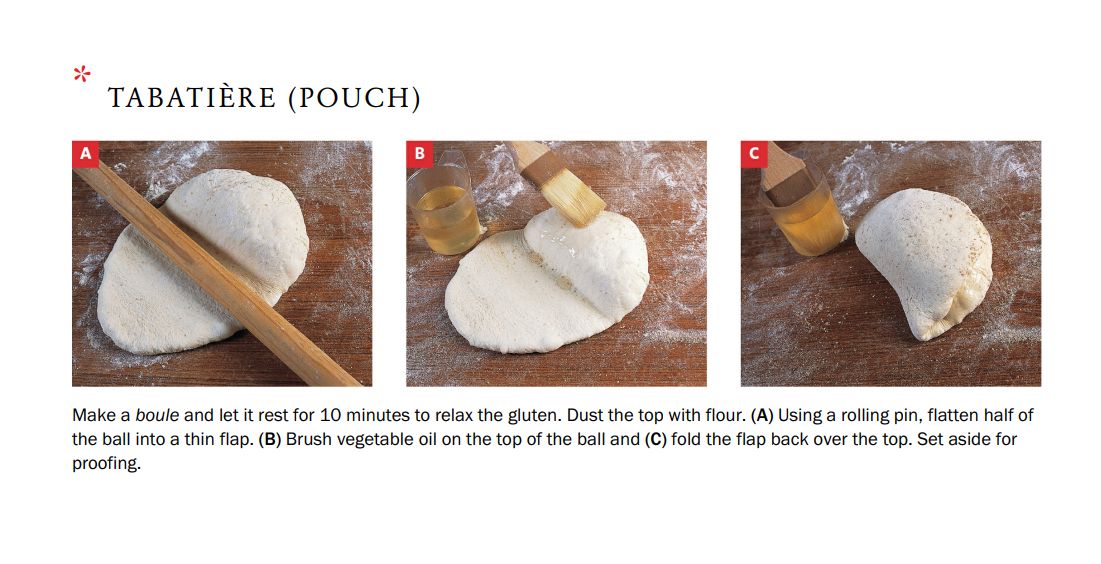 *
TABATIÈRE (POUCH)
A
B
C
Make a boule and let it rest for 10 minutes to relax the gluten. Dust the top with flour. (A) Using a rolling pin, flatten half of
the ball into a thin flap. (B) Brush vegetable oil on the top of the ball and (C) fold the flap back over the top. Set aside for
proofing.